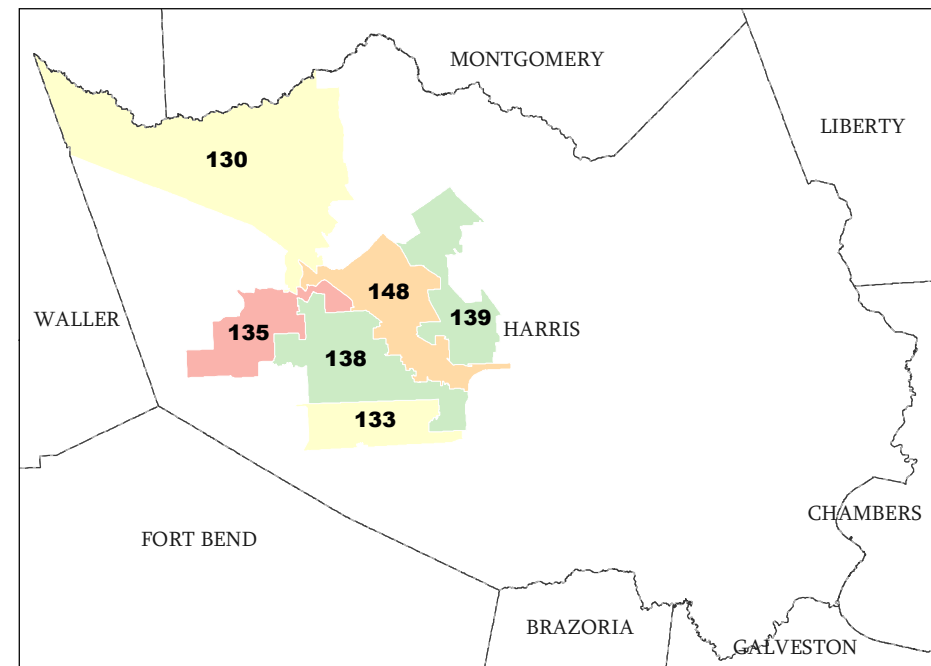 MONTGOMERY
LIBERTY
130
148
WALLER
135
139
HARRIS
138
133
CHAMBERS
FORT BEND
BRAZORIA
GALVESTON